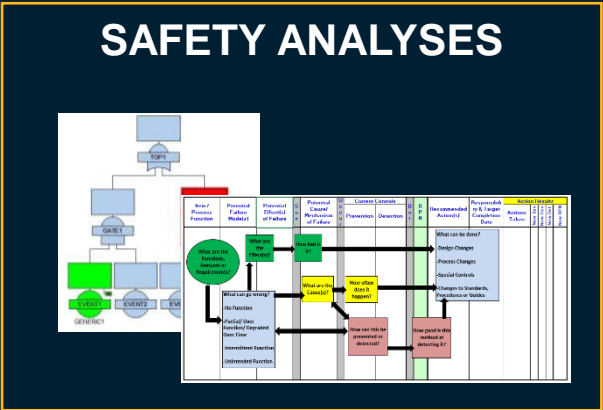 SAFETY ANALYSES
TOP1
GATE1
EVENT1
EVENT2
EVE
GENERIC1
Item /
Process
Function
Potential
Failure
Mode(s)
Potential
Effect(s)
of Failure
Potential
Cause/
Mechanism
of Failure
Current Controls
Prevention
Detection
RPN
Recommended
Action(s)
Responsibili
ty & Target
Completion
Date
Action Results
Actions
Taken
What are the
Functions,
Features or
Requirements?
What are
the
Effect(s)?
How bad is
it?
What can be done?
- Design Changes
- Process Changes
- Special Controls
- Changes to Standards,
Procedures or Guides
What can go wrong?
-No Function
-Partial/ Over
Function/ Degraded
Over Time
-Intermittent Function
-Unintended Function
What are the
Cause(s)?
How often
does it
happen?
How can this be
prevented or
detected?
How good is this
method at
detecting it?